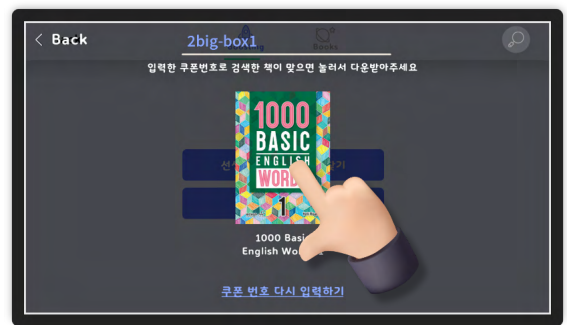 < Back
2big-box1
Books
입력한 쿠폰번호로 검색한 책이 맞으면 눌러서 다운받아주세요
1000
BASIC
ENGLISH
WORDS
1
1000 Basic
English
쿠폰 번호 다시 입력하기